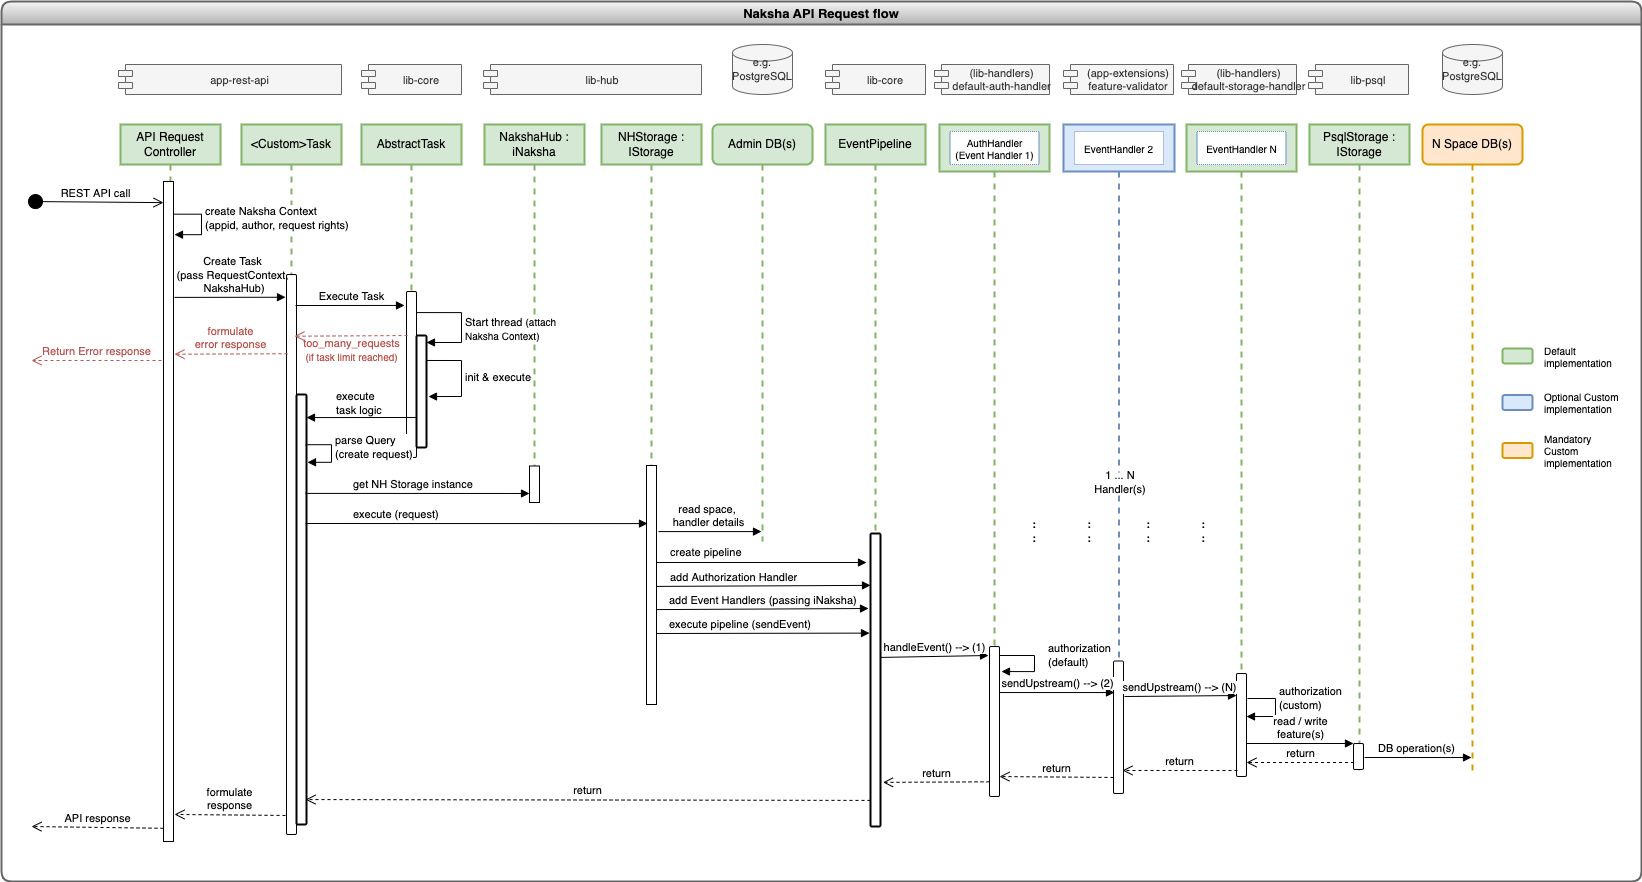 Naksha API Request flow
app-rest-api
lib-core
lib-hub
e.g.
PostgreSQL
lib-core
(lib-handlers)
default-auth-handler
(app-extensions)
feature-validator
(lib-handlers)
default-storage-handler
lib-psql
e.g.
PostgreSQL
API Request
Controller
<Custom>Task
AbstractTask
NakshaHub :
iNaksha
NHStorage :
IStorage
Admin DB(s)
EventPipeline
AuthHandler
(Event Handler 1)
EventHandler 2
EventHandler N
PsqlStorage :
IStorage
N Space DB(s)
REST API call
create Naksha Context
(appid, author, request rights)
Create Task
(pass RequestContext,
NakshaHub)
Execute Task
Start thread (attach
Naksha Context)
formulate
error response
too_many_requests
(if task limit reached)
Return Error response
init & execute
execute
task logic
parse Query
(create request)
get NH Storage instance
execute (request)
read space,
handler details
create pipeline
add Authorization Handler
add Event Handlers (passing iNaksha)
execute pipeline (sendEvent)
1 ... N
Handler(s)
: : : :
: : : :
handleEvent() --> (1)
authorization
(default)
sendUpstream() --> (2)
sendUpstream() --> (N)
authorization
(custom)
read / write
feature(s)
DB operation(s)
return
return
return
return
return
formulate
response
API response
Default
implementation
Optional Custom
implementation
Mandatory
Custom
implementation